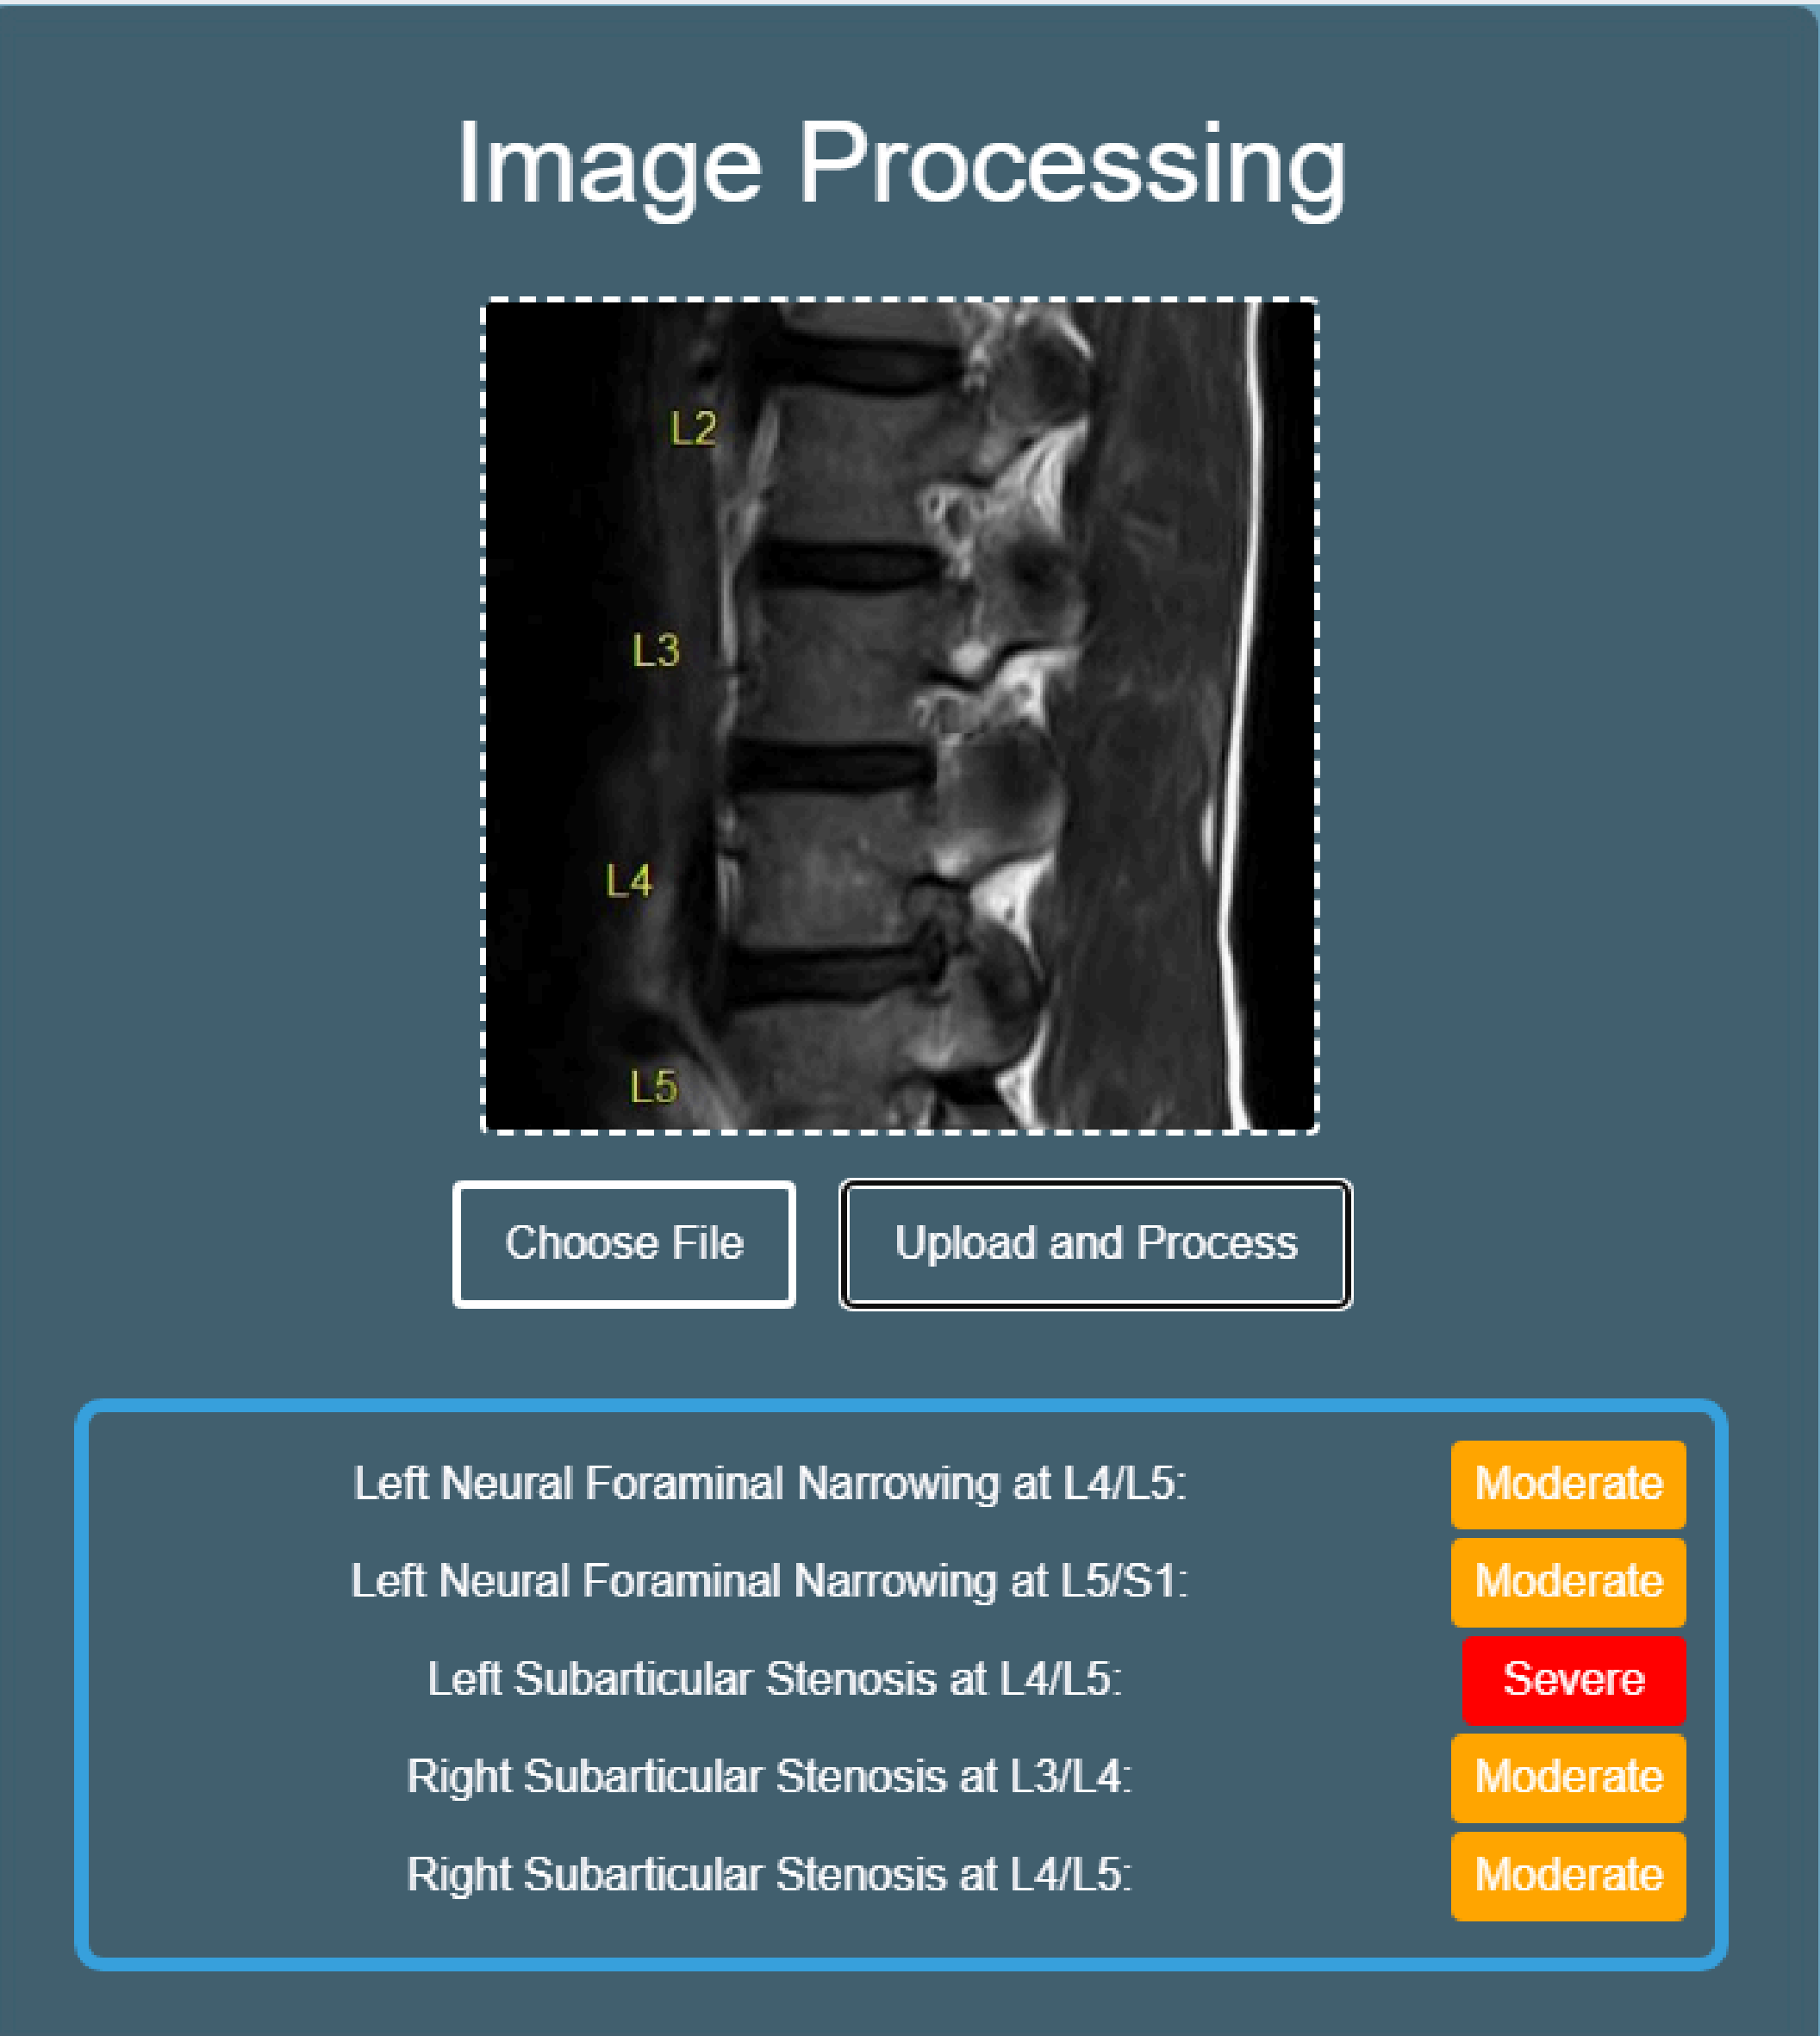 Image Processing
L2
L3
L4
L5
Choose File
Upload and Process
Left Neural Foraminal Narrowing at L4/L5: Moderate
Left Neural Foraminal Narrowing at L5/S1: Moderate
Left Subarticular Stenosis at L4/L5: Severe
Right Subarticular Stenosis at L3/L4: Moderate
Right Subarticular Stenosis at L4/L5: Moderate